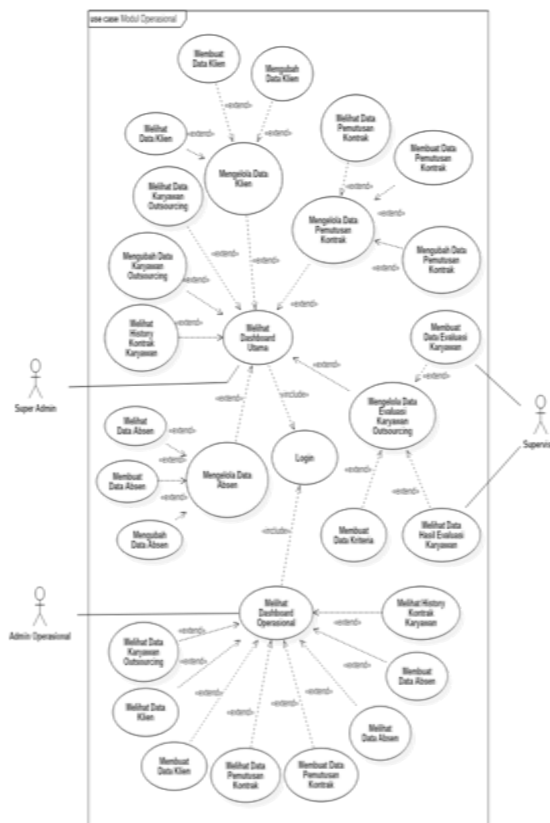 use case Modul Operasional
Membuat
Data Klien
Mengubah
Data Klien
«extend»
«extend»
Melihat
Data Klien
«extend»
Mengelola Data
Klien
Melihat Data
Pemutusan
Kontrak
Membuat Data
Pemutusan
Kontrak
«extend»
«extend»
Melihat Data
Karyawan
Outsourcing
Mengelola Data
Pemutusan
Kontrak
Mengubah Data
Pemutusan
Kontrak
«extend»
Mengubah Data
Karyawan
Outsourcing
«extend»
«extend»
«extend»
«extend»
Melihat
History
Kontrak
Karyawan
«extend»
Melihat
Dashboard
Utama
Membuat
Data Evaluasi
Karyawan
«extend»
«extend»
Super Admin
Mengelola Data
Evaluasi
Karyawan
Outsourcing
Supervis
«extend»
«include»
Melihat
Data Absen
«extend»
Membuat
Data Absen
«extend»
«extend»
Mengelola Data
Absen
Login
Mengubah
Data Absen
«extend»
«extend»
Membuat
Data Kriteria
Melihat Data
Hasil Evaluasi
Karyawan
«include»
Admin Operasional
Melihat
Dashboard
Operasional
Melihat History
Kontrak
Karyawan
«extend»
Melihat Data
Karyawan
Outsourcing
«extend»
«extend»
«extend»
Membuat
Data Absen
Melihat Data
Klien
«extend»
«extend»
«extend»
«extend»
Melihat
Data Absen
Membuat
Data Klien
Melihat Data
Pemutusan
Kontrak
Membuat Data
Pemutusan
Kontrak